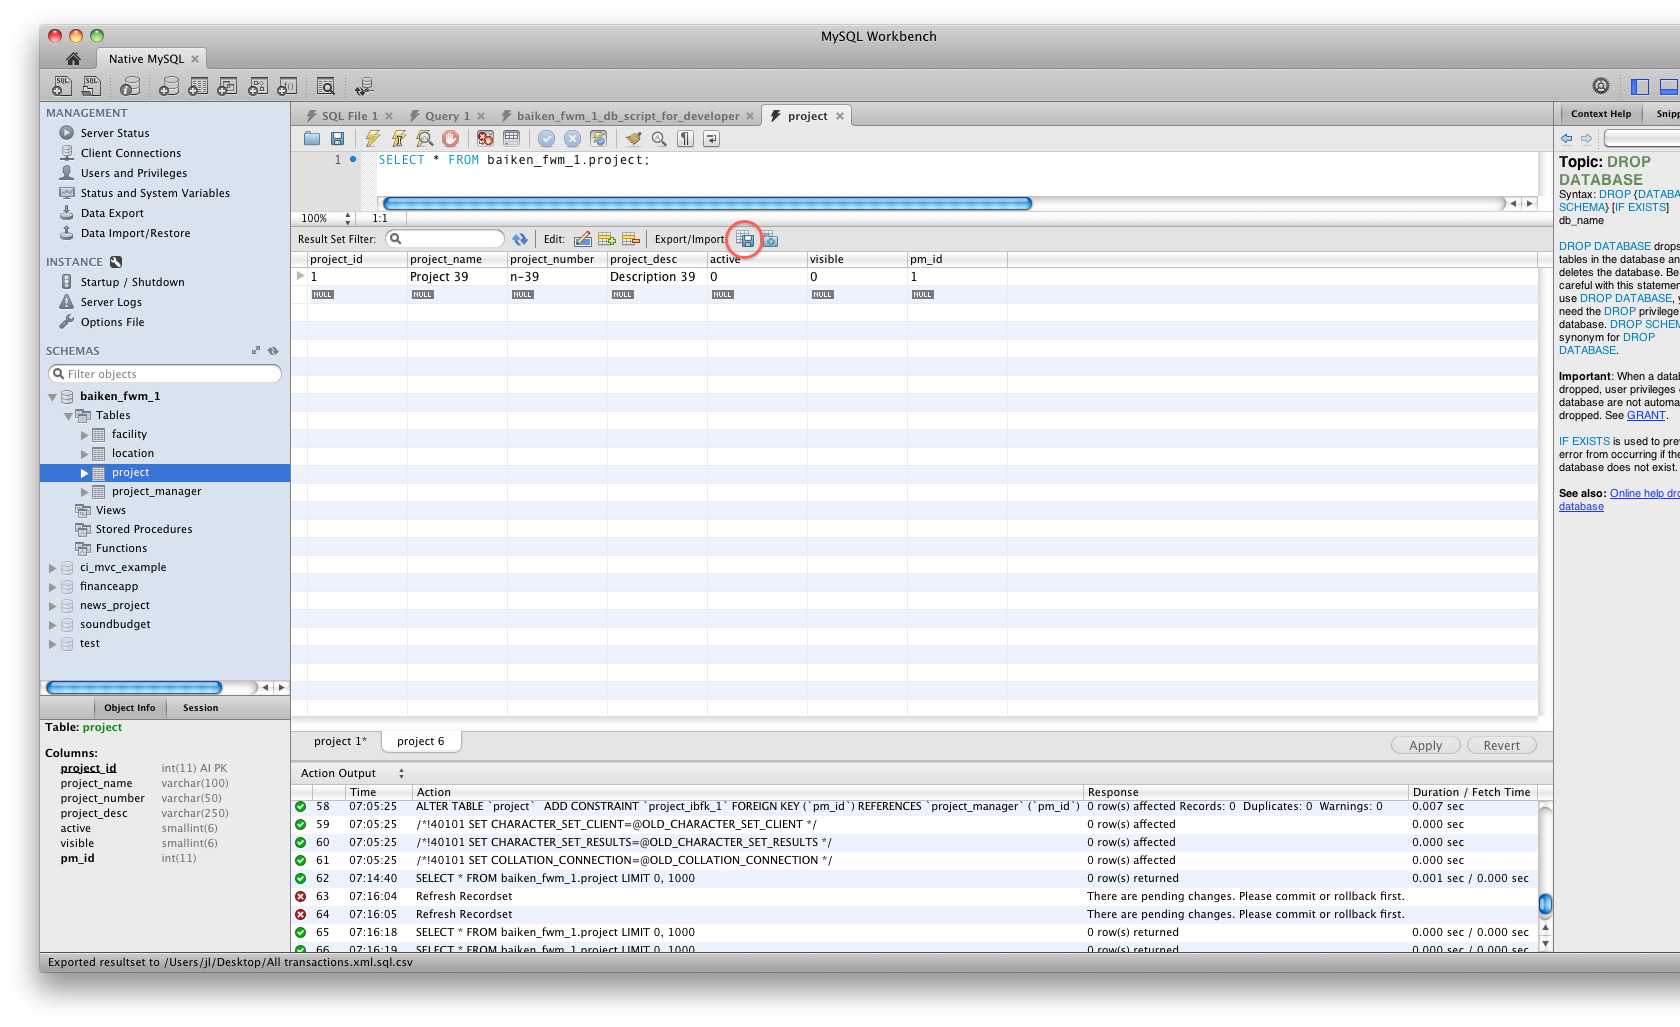 MySQL Workbench
Native MySQL
MANAGEMENT
Server Status
Client Connections
Users and Privileges
Status and System Variables
Data Export
Data Import/Restore
INSTANCE
Startup / Shutdown
Server Logs
Options File
SCHEMAS
Filter objects
baiken_fwm_1
Tables
facility
location
project
project_manager
Views
Stored Procedures
Functions
ci_mvc_example
financeapp
news_project
soundbudget
test
Object Info Session
Table: project
Columns:
project_id int(11) AI PK
project_name varchar(100)
project_number varchar(50)
project_desc varchar(250)
active smallint(6)
visible smallint(6)
pm_id int(11)
SQL File 1 Query 1 baiken_fwm_1_db_script_for_developer project
1 SELECT * FROM baiken_fwm_1.project;
100% 1:1
Result Set Filter: Edit: Export/Import:
project_id project_name project_number project_desc active visible pm_id
1 Project 39 n-39 Description 39 0 0 1
NULL NULL NULL NULL NULL NULL NULL
project 1* project 6 Apply Revert
Action Output
Time Action Response Duration / Fetch Time
58 07:05:25 ALTER TABLE `project` ADD CONSTRAINT `project_ibfk_1` FOREIGN KEY (`pm_id`) REFERENCES `project_manager` (`pm_id`) 0 row(s) affected Records: 0 Duplicates: 0 Warnings: 0 0.007 sec
59 07:05:25 /*!40101 SET CHARACTER_SET_CLIENT=@OLD_CHARACTER_SET_CLIENT */ 0 row(s) affected 0.000 sec
60 07:05:25 /*!40101 SET CHARACTER_SET_RESULTS=@OLD_CHARACTER_SET_RESULTS */ 0 row(s) affected 0.000 sec
61 07:05:25 /*!40101 SET COLLATION_CONNECTION=@OLD_COLLATION_CONNECTION */ 0 row(s) affected 0.000 sec
62 07:14:40 SELECT * FROM baiken_fwm_1.project LIMIT 0, 1000 0 row(s) returned 0.001 sec / 0.000 sec
63 07:16:04 Refresh Recordset There are pending changes. Please commit or rollback first.
64 07:16:05 Refresh Recordset There are pending changes. Please commit or rollback first.
65 07:16:18 SELECT * FROM baiken_fwm_1.project LIMIT 0, 1000 0 row(s) returned 0.000 sec / 0.000 sec
66 07:16:19 SELECT * FROM baiken_fwm_1.project LIMIT 0, 1000 0 row(s) returned 0.000 sec / 0.000 sec
Context Help Snipp
Topic: DROP
DATABASE
Syntax: DROP {DATABA
SCHEMA} [IF EXISTS]
db_name
DROP DATABASE drops
tables in the database an
deletes the database. Be
careful with this statemen
use DROP DATABASE, y
need the DROP privilege
database. DROP SCHEM
synonym for DROP
DATABASE.
Important: When a datal
dropped, user privileges
database are not automa
dropped. See GRANT.
IF EXISTS is used to pre
error from occurring if the
database does not exist.
See also: Online help dro
database
Exported resultset to /Users/jl/Desktop/All transactions.xml.sql.csv